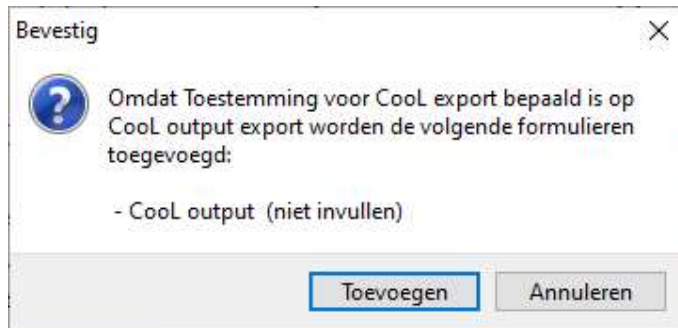 Bevestig
Omdat Toestemming voor CooL export bepaald is op
CooL output export worden de volgende formulieren
toegevoegd:
- CooL output  (niet invullen)
Toevoegen
Annuleren